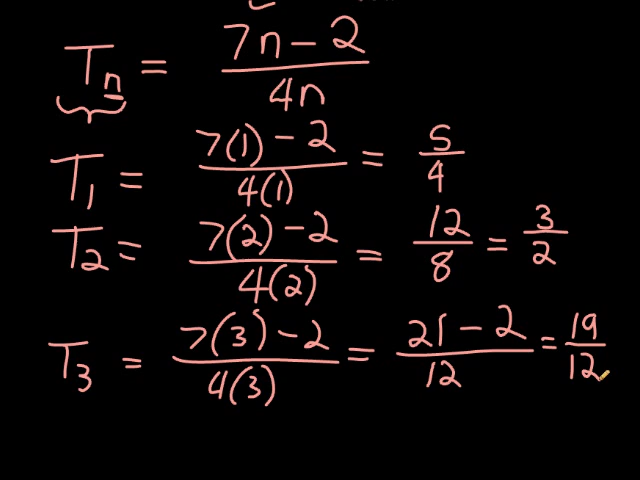 Tn = (7n - 2)/(4n)
T1 = (7(1) - 2)/(4(1)) = 5/4
T2 = (7(2) - 2)/(4(2)) = 12/8 = 3/2
T3 = (7(3) - 2)/(4(3)) = (21 - 2)/12 = 19/12